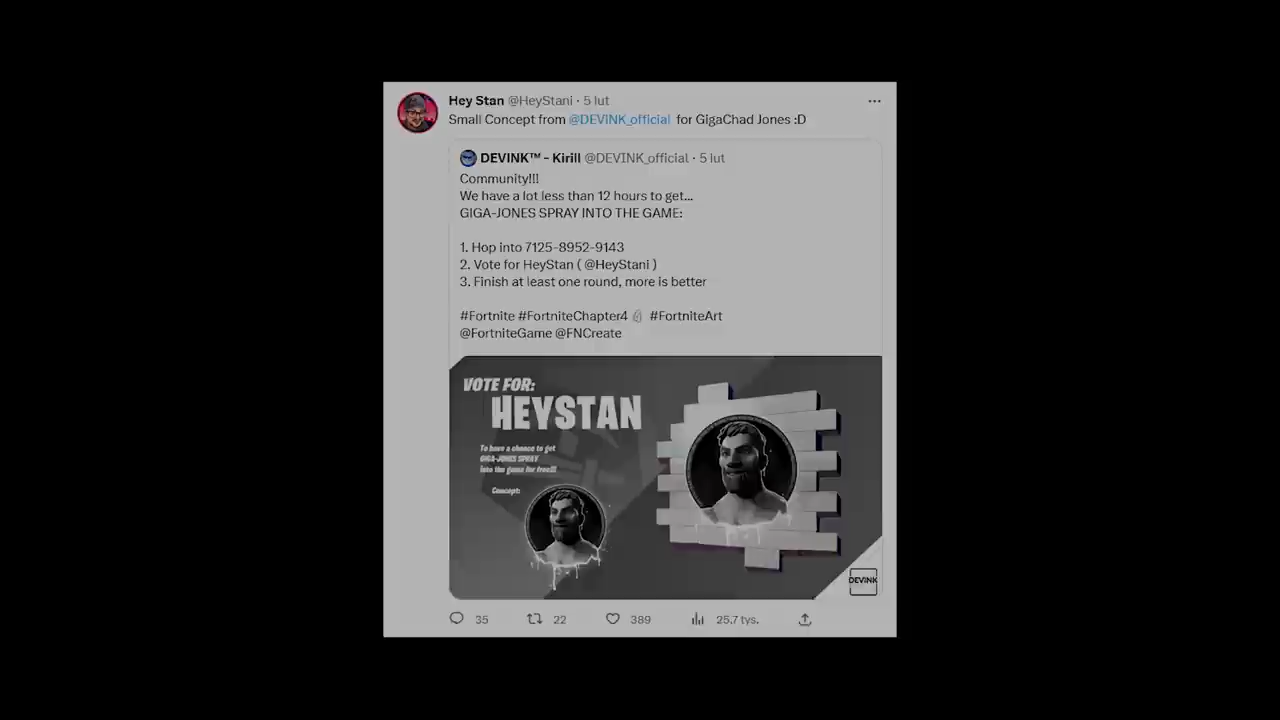 Hey Stan @HeyStani · 5 lut
Small Concept from @DEVINK_official for GigaChad Jones :D
DEVINK™ - Kirill @DEVINK_official · 5 lut
Community!!!
We have a lot less than 12 hours to get...
GIGA-JONES SPRAY INTO THE GAME:
1. Hop into 7125-8952-9143
2. Vote for HeyStan ( @HeyStani )
3. Finish at least one round, more is better
#Fortnite #FortniteChapter4 #FortniteArt
@FortniteGame @FNCreate
VOTE FOR:
HEYSTAN
To have a chance to get
GIGA-JONES SPRAY
into the game for free!!!
Concept:
DEVINK
35 22 389 25.7 tys.